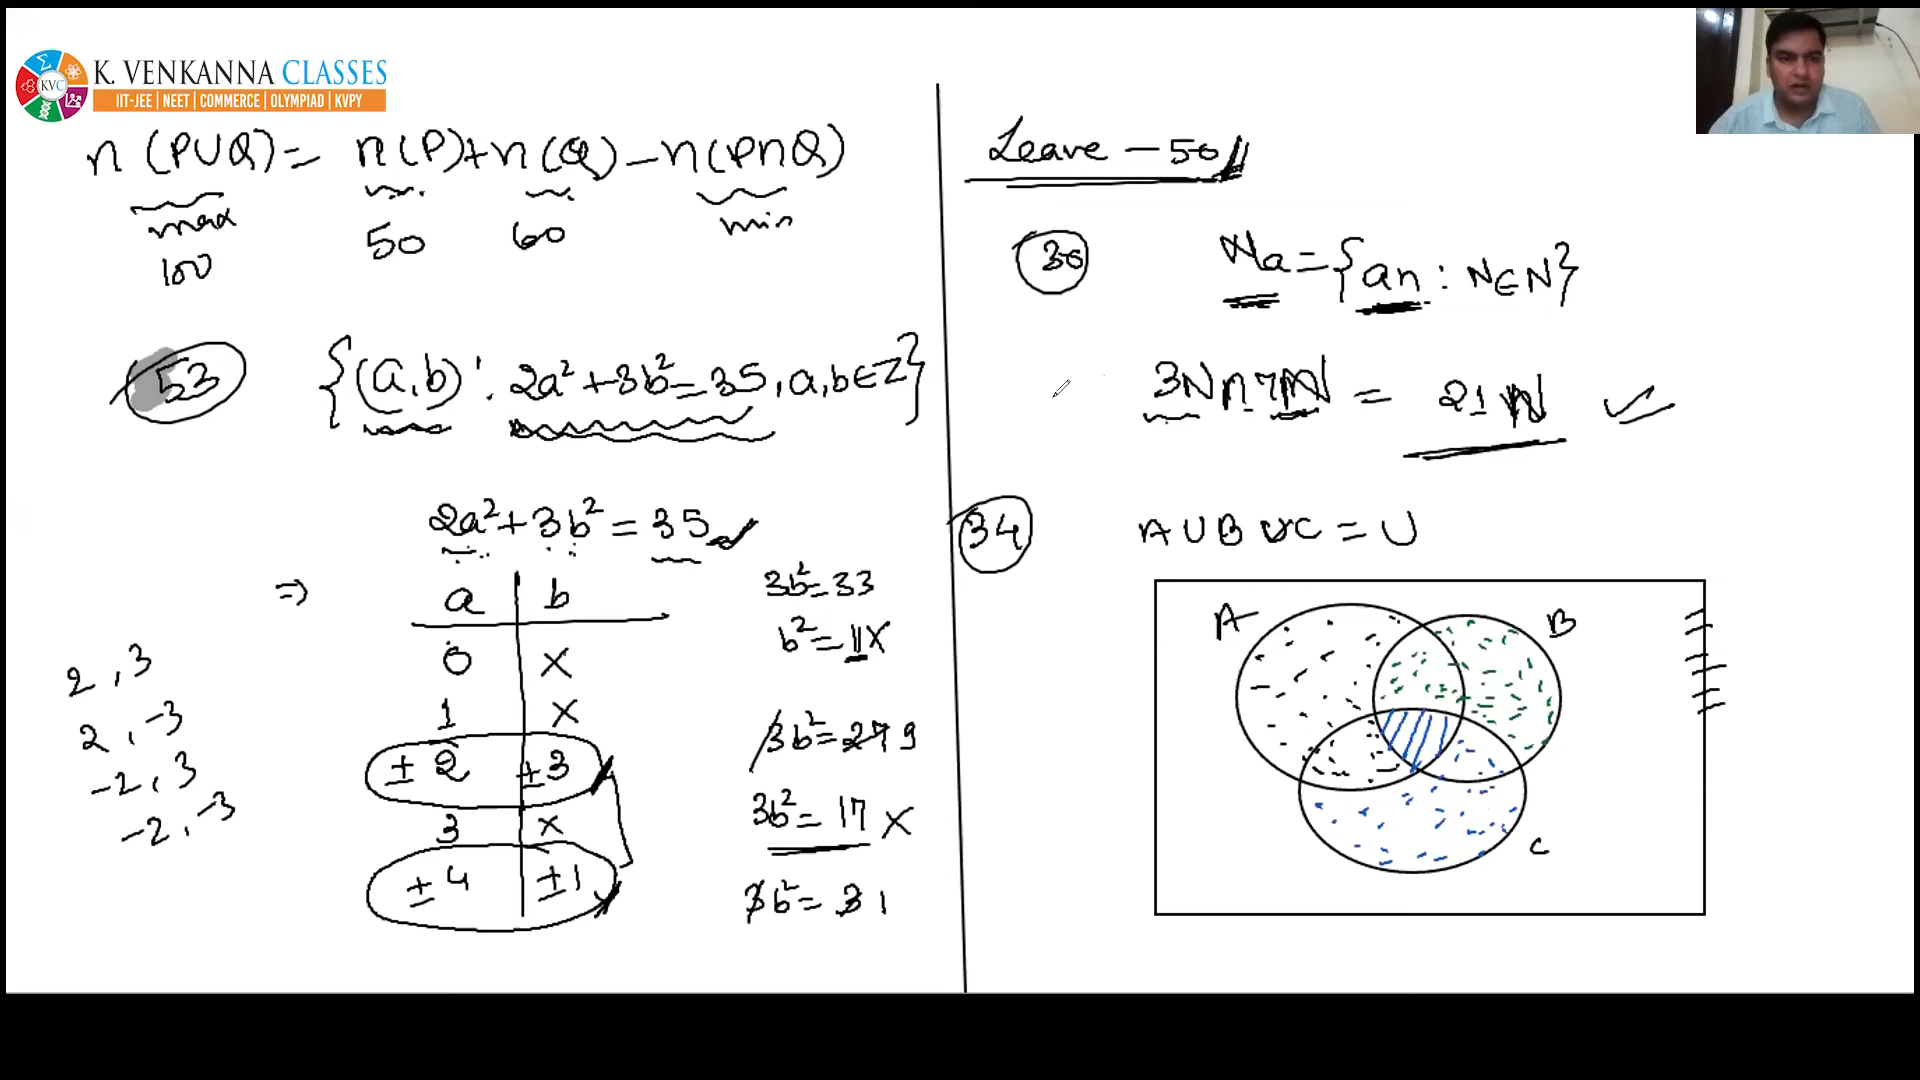 K. VENKANNA CLASSES
IIT-JEE | NEET | COMMERCE | OLYMPIAD | KVPY
KVC
n (P∪Q) = n(P)+n(Q)-n(P∩Q)
max 50 60 min
100
53 {(a,b) : 2a²+3b²=35, a,b∈Z}
2a²+3b²=35
⇒ a b
0 x
1 x
±2 ±3
3 x
±4 ±1
3b²=33
b²=11 x
3b²=27 9
3b²=17 x
3b²=3 1
2,3
2,-3
-2,3
-2,-3
Leave - 50
30 Na={an : N∈N}
3N∩7N = 21N
34 A∪B∪C=U
A B
C